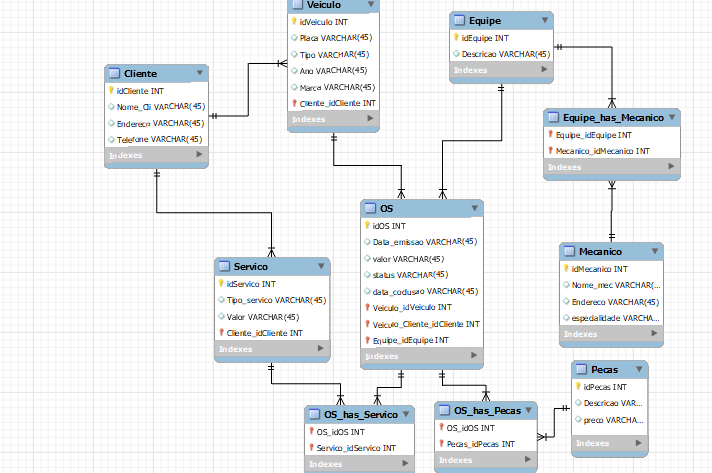 Veiculo
idVeiculo INT
Placa VARCHAR(45)
Tipo VARCHAR(45)
Ano VARCHAR(45)
Marca VARCHAR(45)
Cliente_idCliente INT
Indexes
Equipe
idEquipe INT
Descricao VARCHAR(45)
Indexes
Cliente
idCliente INT
Nome_Cli VARCHAR(45)
Endereco VARCHAR(45)
Telefone VARCHAR(45)
Indexes
Equipe_has_Mecanico
Equipe_idEquipe INT
Mecanico_idMecanico INT
Indexes
OS
idOS INT
Data_emissao VARCHAR(45)
valor VARCHAR(45)
status VARCHAR(45)
data_coclusao VARCHAR(45)
Veiculo_idVeiculo INT
Veiculo_Cliente_idCliente INT
Equipe_idEquipe INT
Indexes
Servico
idServico INT
Tipo_servico VARCHAR(45)
Valor VARCHAR(45)
Cliente_idCliente INT
Indexes
Mecanico
idMecanico INT
Nome_mec VARCHAR(...
Endereco VARCHAR(45)
especialidade VARCHA...
Indexes
Pecas
idPecas INT
Descricao VAR...
preco VARCHA...
Indexes
OS_has_Servico
OS_idOS INT
Servico_idServico INT
Indexes
OS_has_Pecas
OS_idOS INT
Pecas_idPecas INT
Indexes